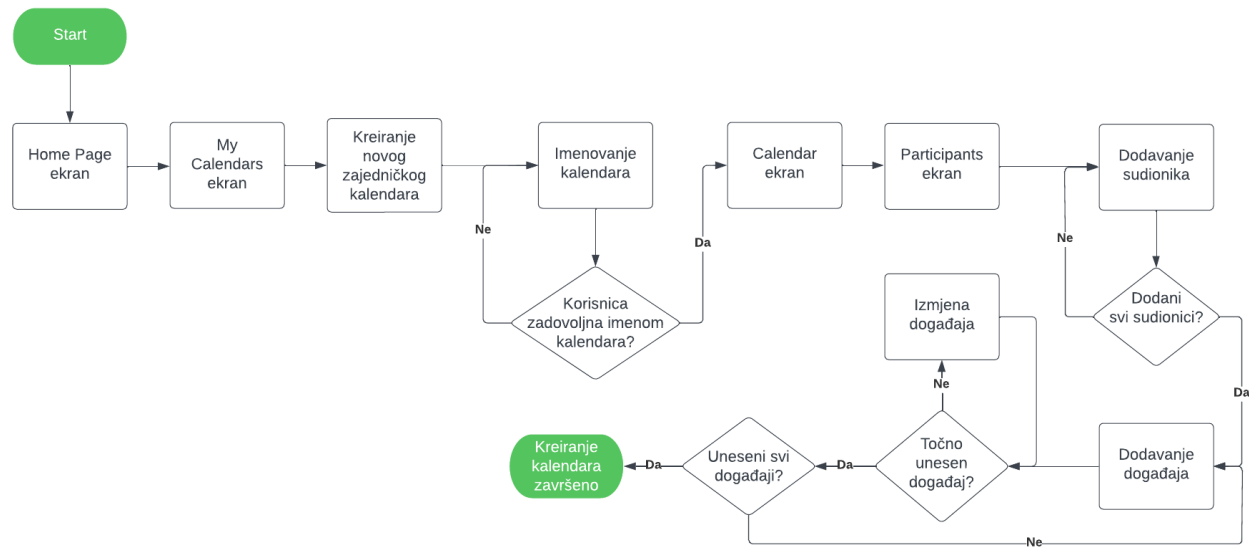 Start
Home Page
ekran
My
Calendars
ekran
Kreiranje
novog
zajedničkog
kalendara
Imenovanje
kalendara
Ne
Korisnica
zadovoljna imenom
kalendara?
Da
Calendar
ekran
Participants
ekran
Dodavanje
sudionika
Ne
Dodani
svi sudionici?
Da
Dodavanje
događaja
Točno
unesen
događaj?
Ne
Izmjena
događaja
Da
Uneseni svi
događaji?
Ne
Da
Kreiranje
kalendara
završeno